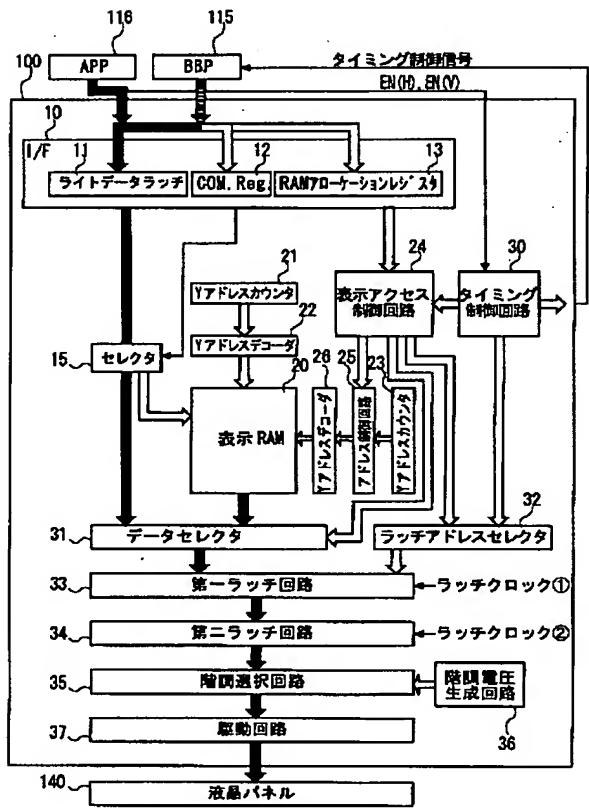 116
115
APP
BBP
タイミング制御信号
100
EN(H), EN(V)
10
I/F
11
12
13
ライトデータラッチ
COM.Reg.
RAMアロケーションレジスタ
21
24
30
Yアドレスカウンタ
表示アクセス
制御回路
タイミング
制御回路
22
Yアドレスデコーダ
15
セレクタ
20
26
25
23
表示RAM
Yアドレスデコーダ
アドレス制御回路
Yアドレスカウンタ
32
31
データセレクタ
ラッチアドレスセレクタ
33
第一ラッチ回路
ラッチクロック①
34
第二ラッチ回路
ラッチクロック②
35
階調選択回路
階調電圧
生成回路
36
37
駆動回路
140
液晶パネル